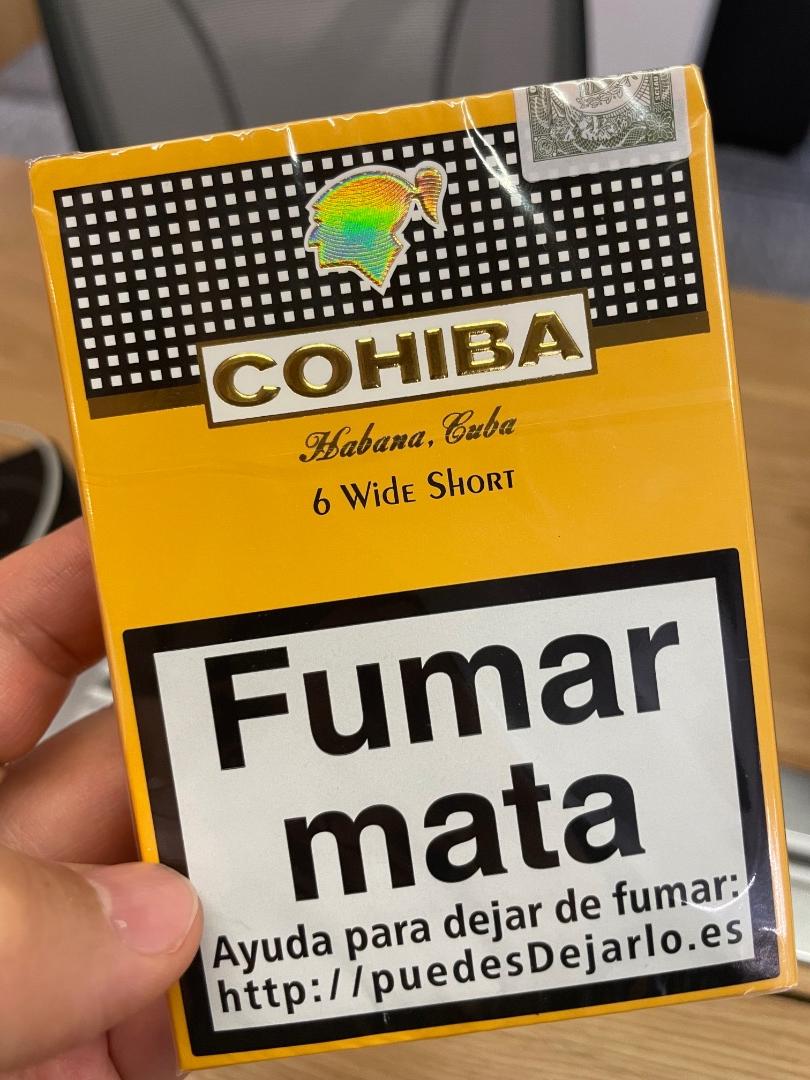 COHIBA
Habana, Cuba
6 Wide Short
Fumar
mata
Ayuda para dejar de fumar:
http://puedesDejarlo.es